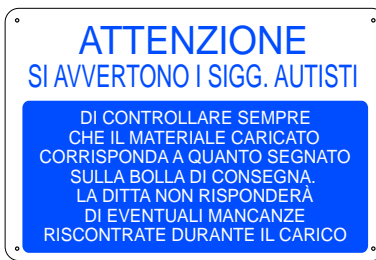 ATTENZIONE
SI AVVERTONO I SIGG. AUTISTI
DI CONTROLLARE SEMPRE
CHE IL MATERIALE CARICATO
CORRISPONDA A QUANTO SEGNATO
SULLA BOLLA DI CONSEGNA.
LA DITTA NON RISPONDERÀ
DI EVENTUALI MANCANZE
RISCONTRATE DURANTE IL CARICO